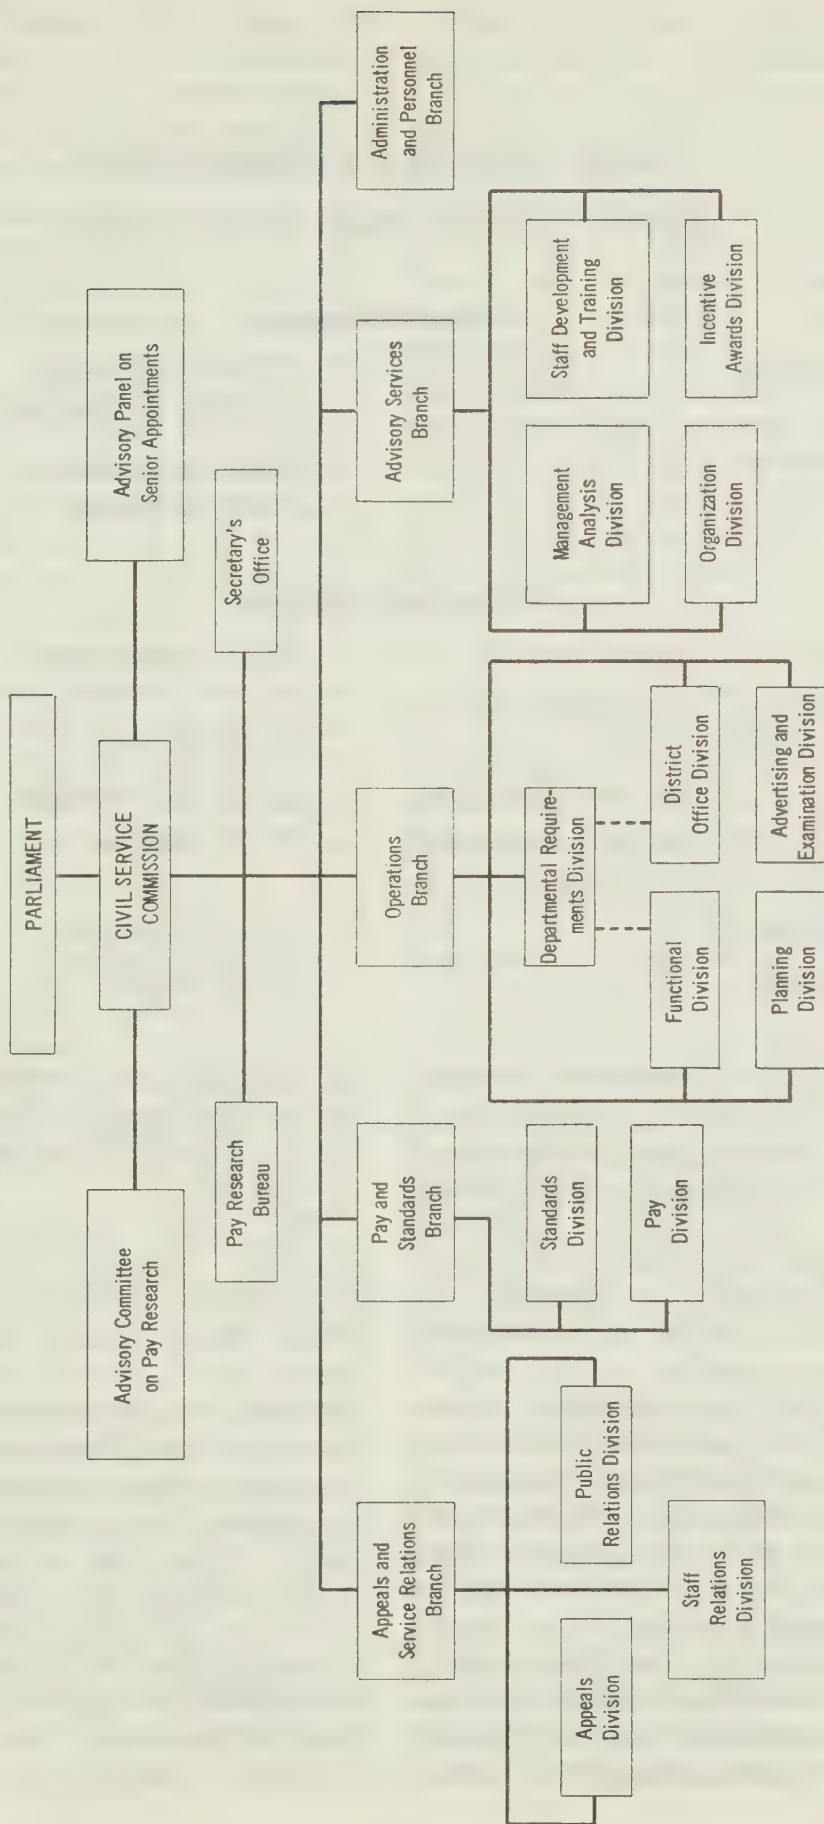 PARLIAMENT
CIVIL SERVICE
COMMISSION
Advisory Committee
on Pay Research
Advisory Panel on
Senior Appointments
Pay Research
Bureau
Secretary's
Office
Appeals and
Service Relations
Branch
Pay and
Standards
Branch
Operations
Branch
Advisory Services
Branch
Administration
and Personnel
Branch
Appeals
Division
Public
Relations Division
Staff
Relations
Division
Standards
Division
Pay
Division
Departmental Require-
ments Division
Functional
Division
District
Office Division
Planning
Division
Advertising and
Examination Division
Management
Analysis
Division
Staff Development
and Training
Division
Organization
Division
Incentive
Awards Division